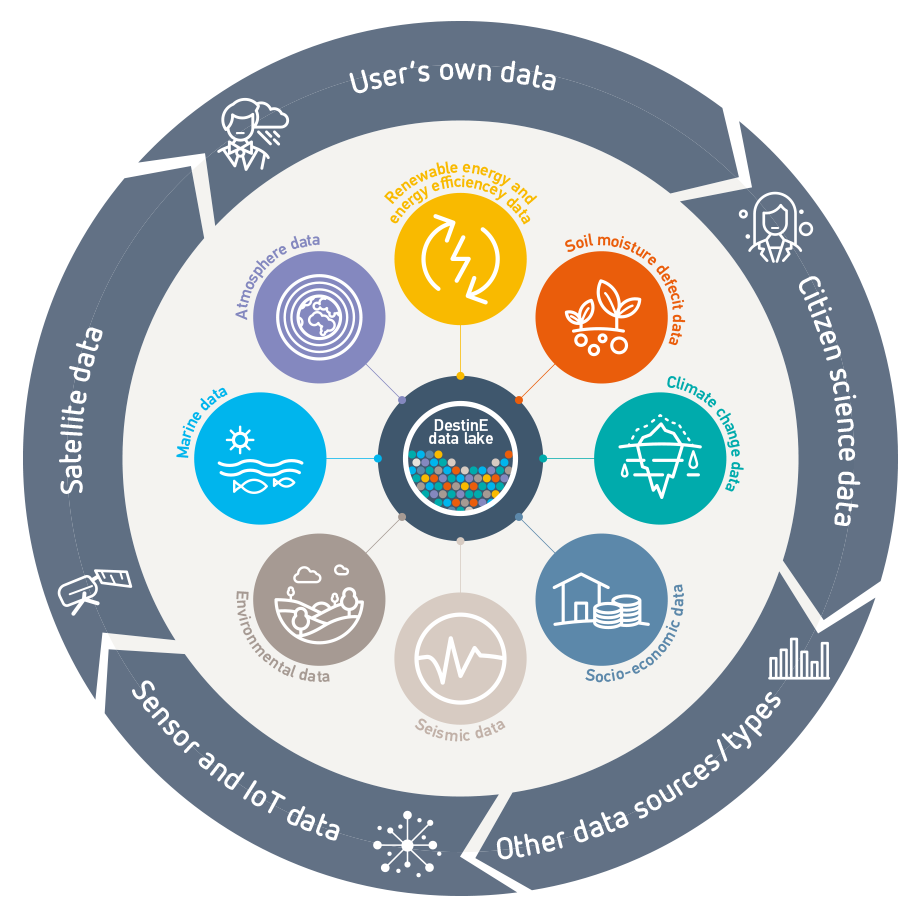 User's own data
Citizen science data
Other data sources/types
Sensor and IoT data
Satellite data
Renewable energy and
energy efficiencey data
Soil moisture defecit data
Climate change data
Socio-economic data
Seismic data
Environmental data
Marine data
Atmosphere data
DestinE
data lake